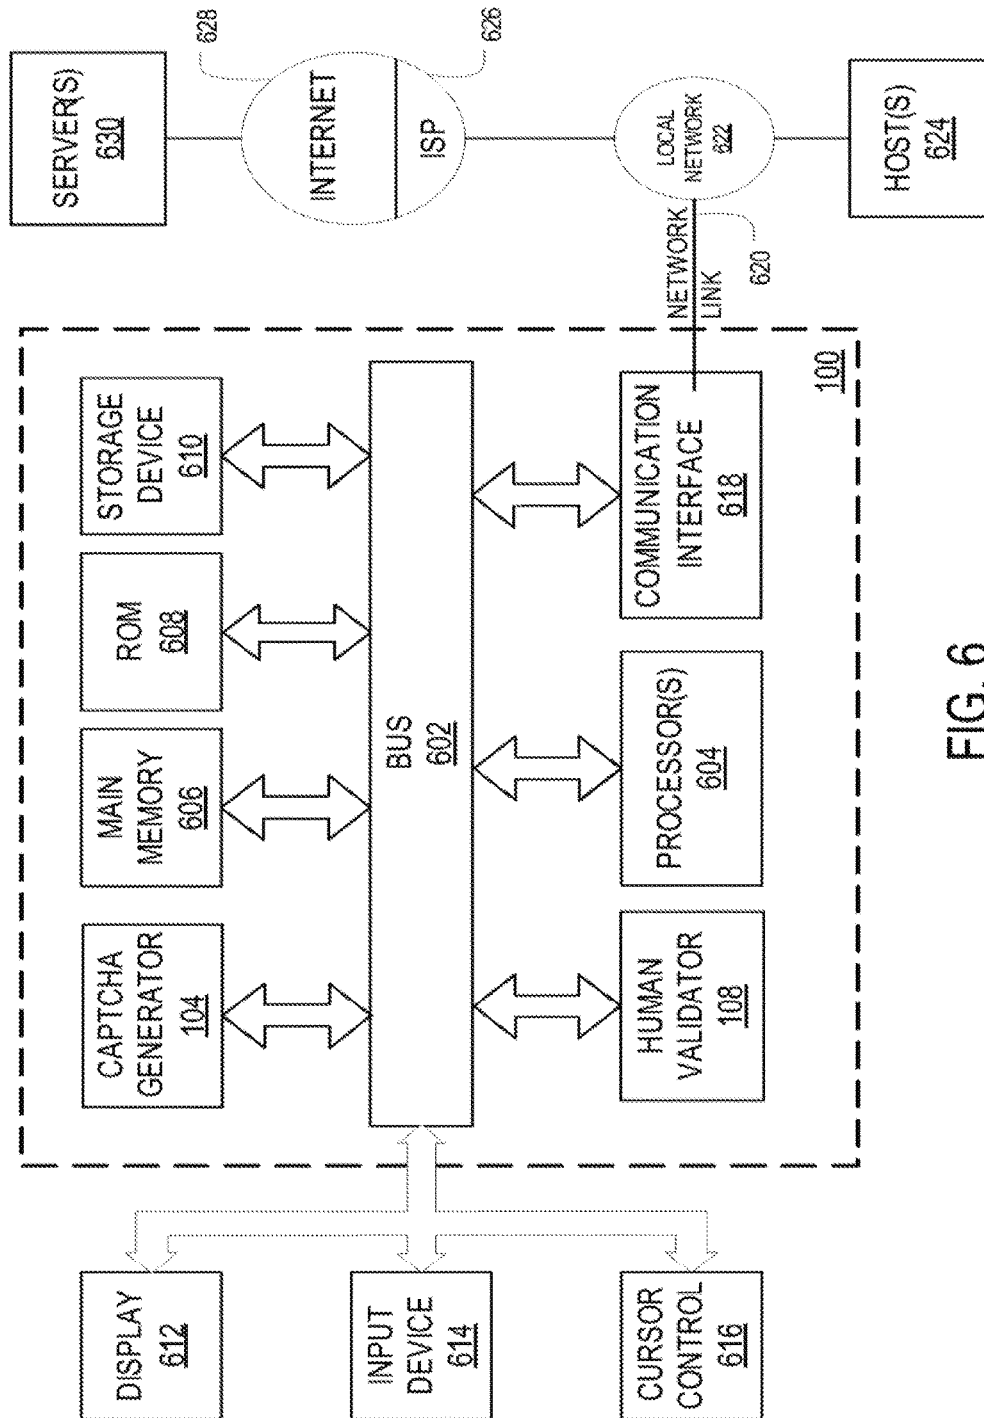 DISPLAY
612
INPUT
DEVICE
614
CURSOR
CONTROL
616
CAPTCHA
GENERATOR
104
MAIN
MEMORY
606
ROM
608
STORAGE
DEVICE
610
BUS
602
HUMAN
VALIDATOR
108
PROCESSOR(S)
604
COMMUNICATION
INTERFACE
618
100
NETWORK
LINK
620
SERVER(S)
630
628
INTERNET
ISP
626
LOCAL
NETWORK
622
HOST(S)
624
FIG. 6